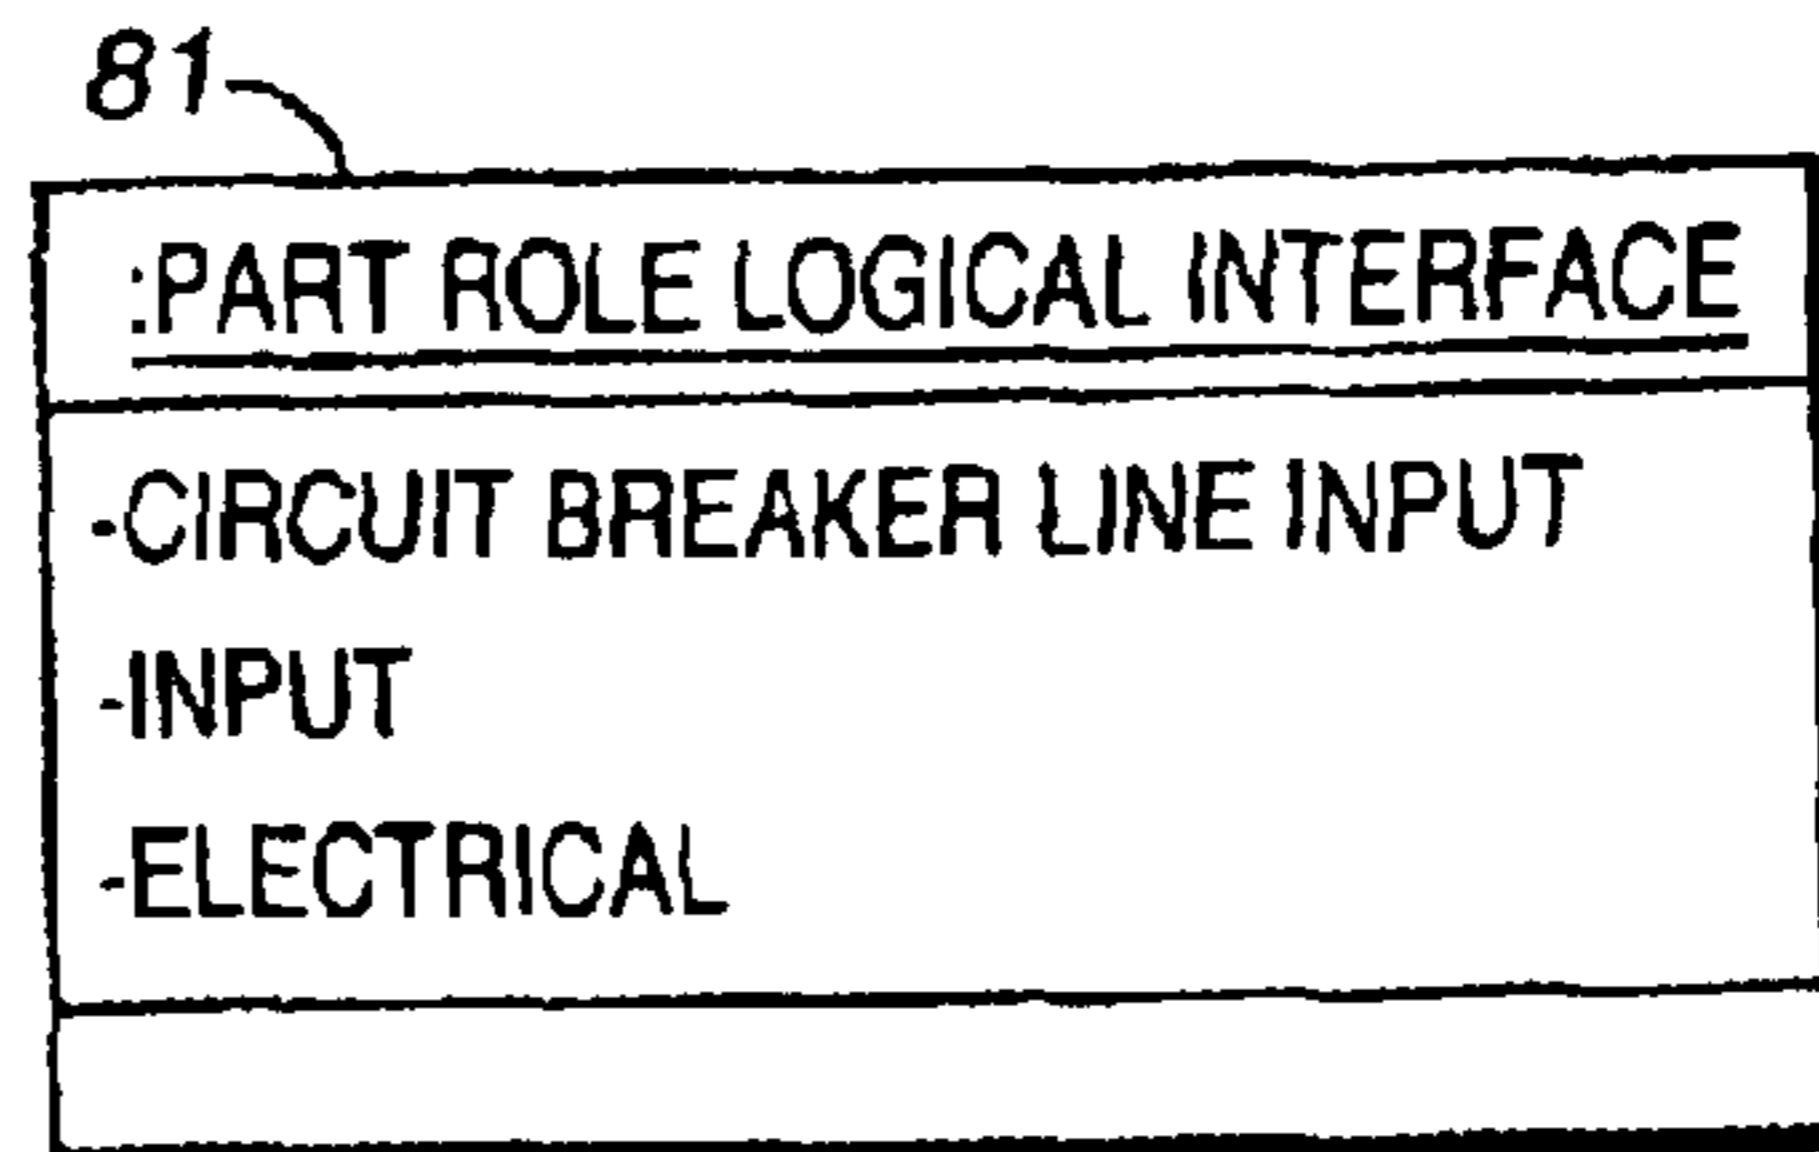 81
:PART ROLE LOGICAL INTERFACE
-CIRCUIT BREAKER LINE INPUT
-INPUT
-ELECTRICAL